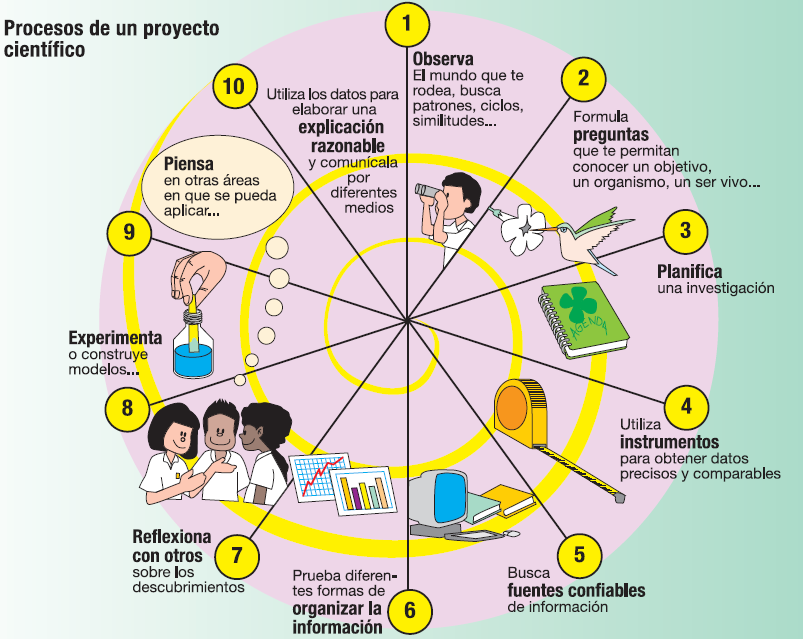 Procesos de un proyecto
científico
1
Observa
El mundo que te
rodea, busca
patrones, ciclos,
similitudes...
2
Formula
preguntas
que te permitan
conocer un objetivo,
un organismo, un ser vivo...
3
Planifica
una investigación
AGENDA
4
Utiliza
instrumentos
para obtener datos
precisos y comparables
5
Busca
fuentes confiables
de información
6
Prueba diferen-
tes formas de
organizar la
información
7
Reflexiona
con otros
sobre los
descubrimientos
8
Experimenta
o construye
modelos...
9
Piensa
en otras áreas
en que se pueda
aplicar...
10
Utiliza los datos para
elaborar una
explicación
razonable
y comunícala
por
diferentes
medios